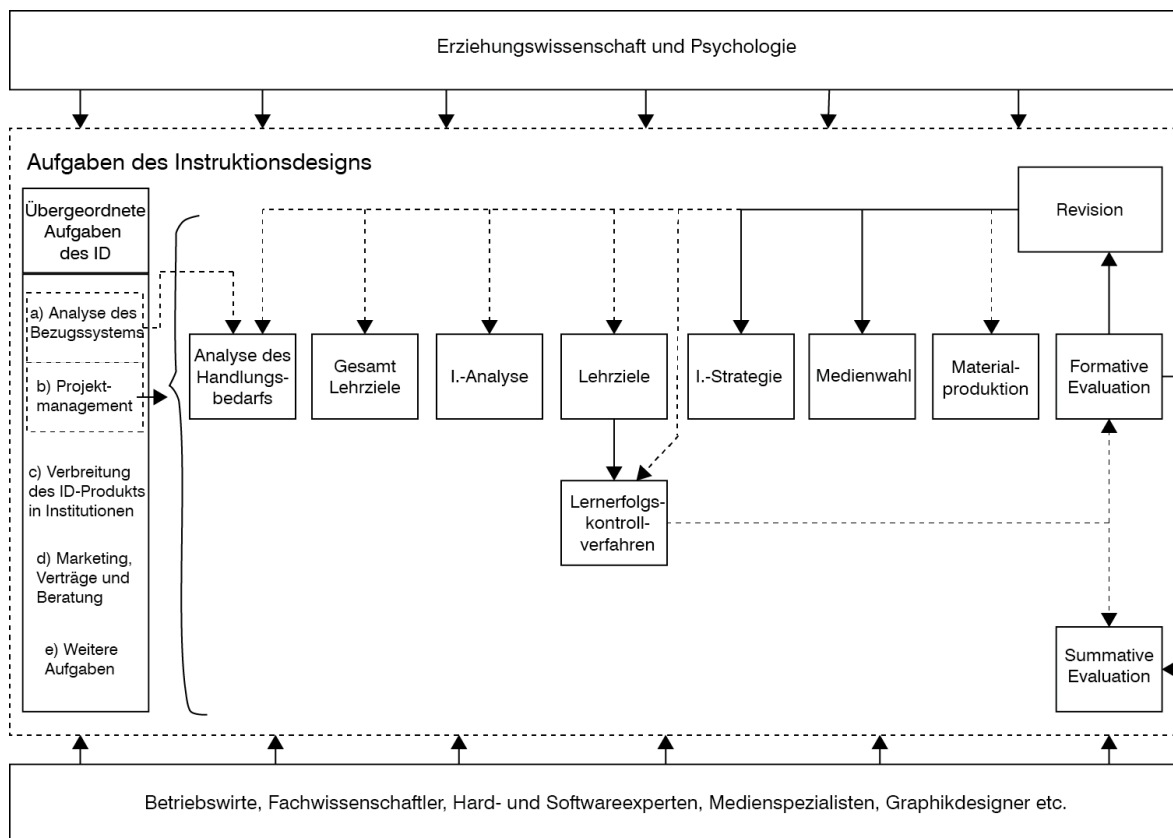 Erziehungswissenschaft und Psychologie
Aufgaben des Instruktionsdesigns
Übergeordnete
Aufgaben
des ID
a) Analyse des
Bezugssystems
b) Projekt-
management
c) Verbreitung
des ID-Produkts
in Institutionen
d) Marketing,
Verträge und
Beratung
e) Weitere
Aufgaben
Revision
Analyse des
Handlungs-
bedarfs
Gesamt
Lehrziele
I.-Analyse
Lehrziele
I.-Strategie
Medienwahl
Material-
produktion
Formative
Evaluation
Lernerfolgs-
kontroll-
verfahren
Summative
Evaluation
Betriebswirte, Fachwissenschaftler, Hard- und Softwareexperten, Medienspezialisten, Graphikdesigner etc.